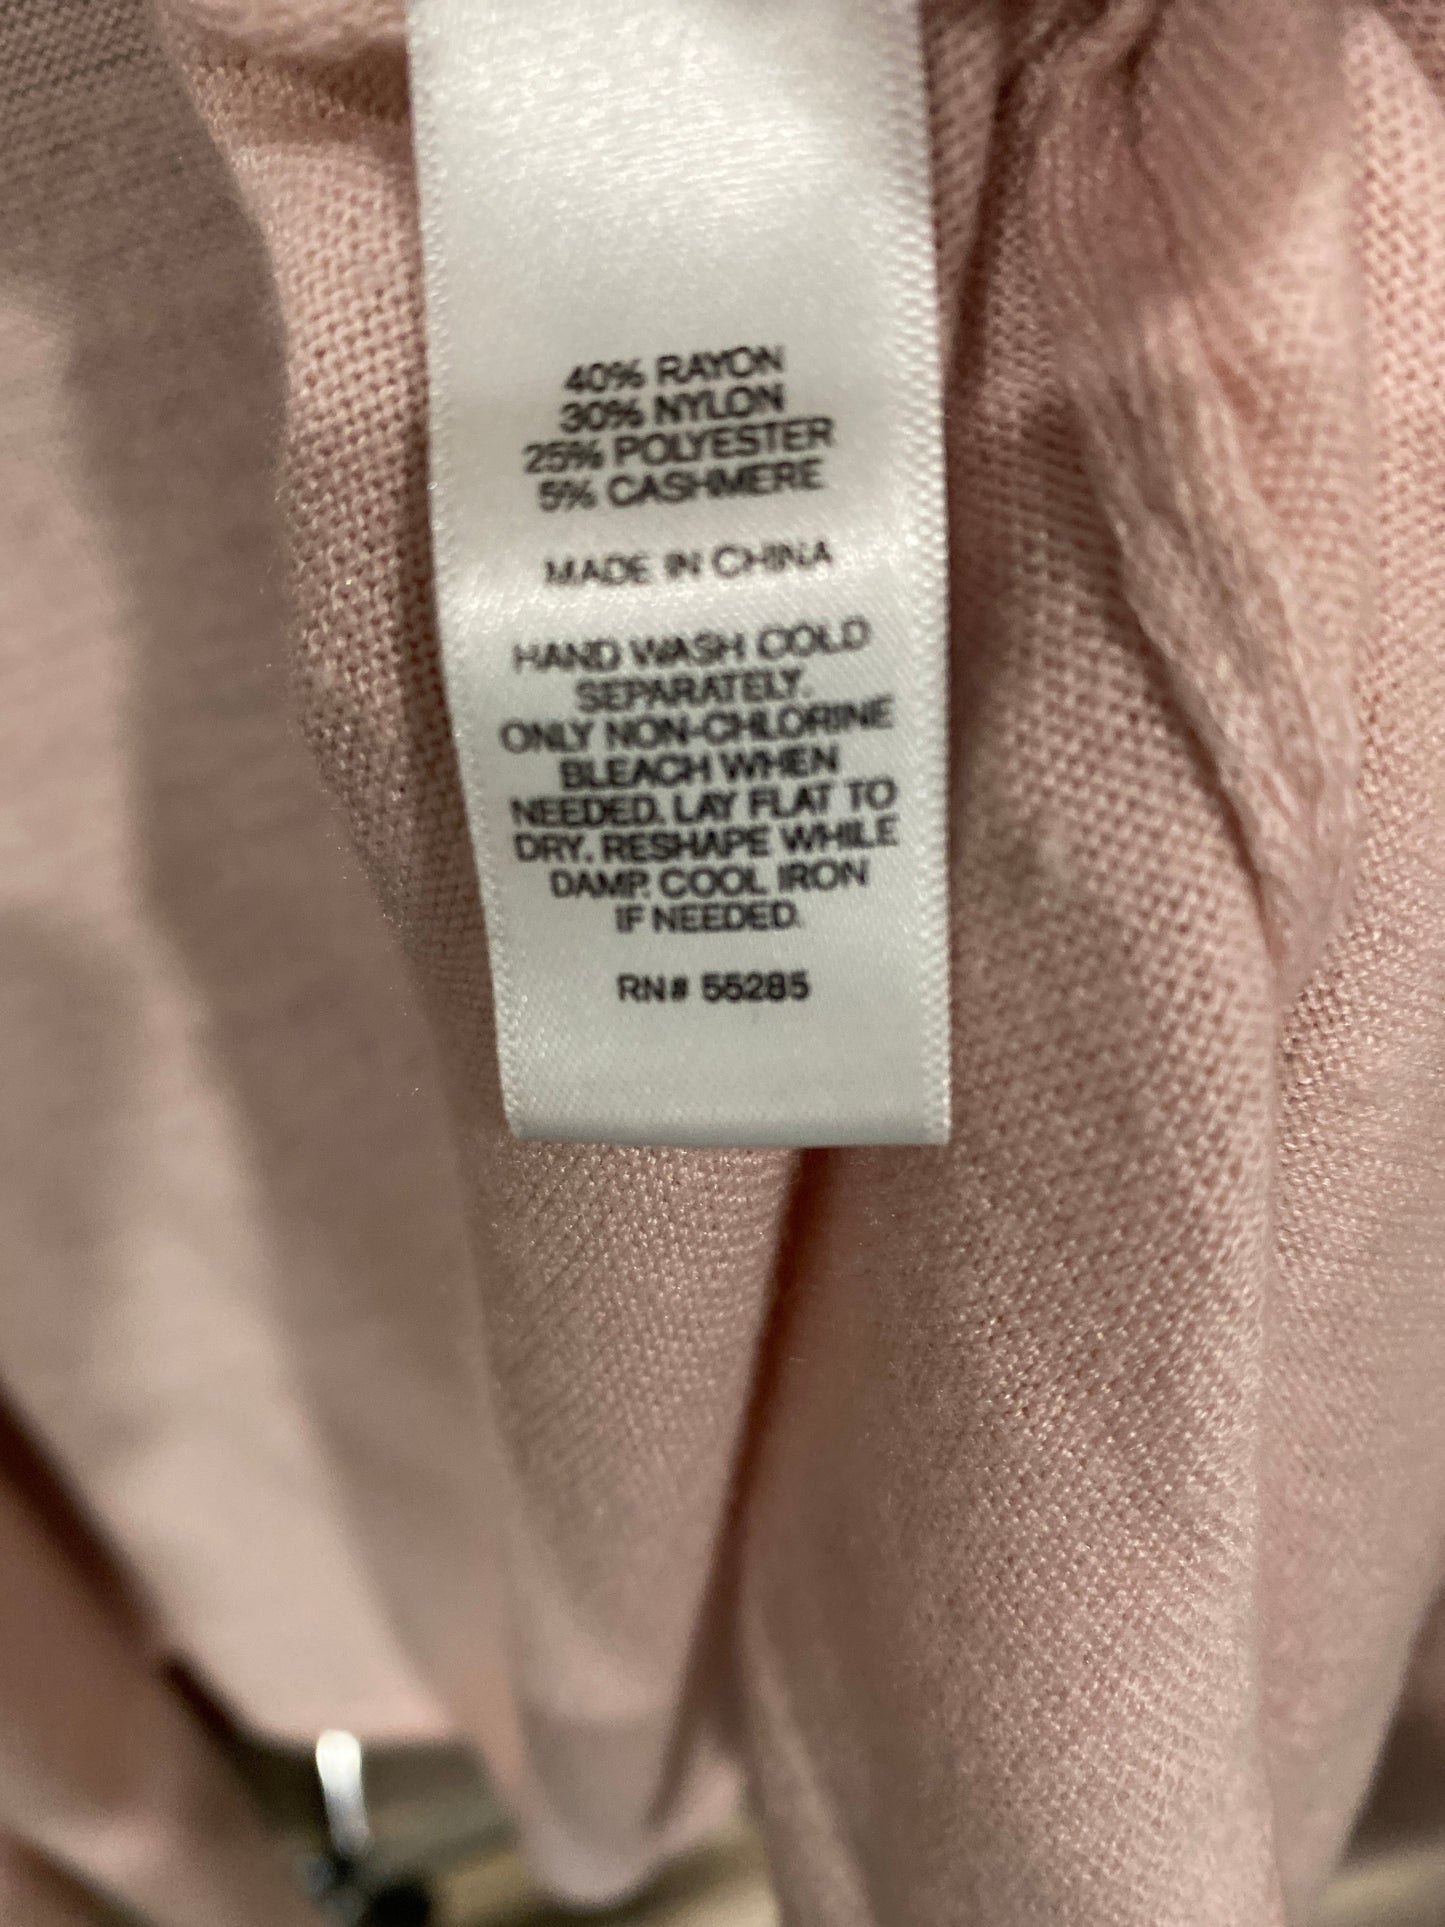 40% RAYON
30% NYLON
25% POLYESTER
5% CASHMERE
MADE IN CHINA
HAND WASH COLD
SEPARATELY.
ONLY NON-CHLORINE
BLEACH WHEN
NEEDED. LAY FLAT TO
DRY. RESHAPE WHILE
DAMP. COOL IRON
IF NEEDED.
RN# 55285